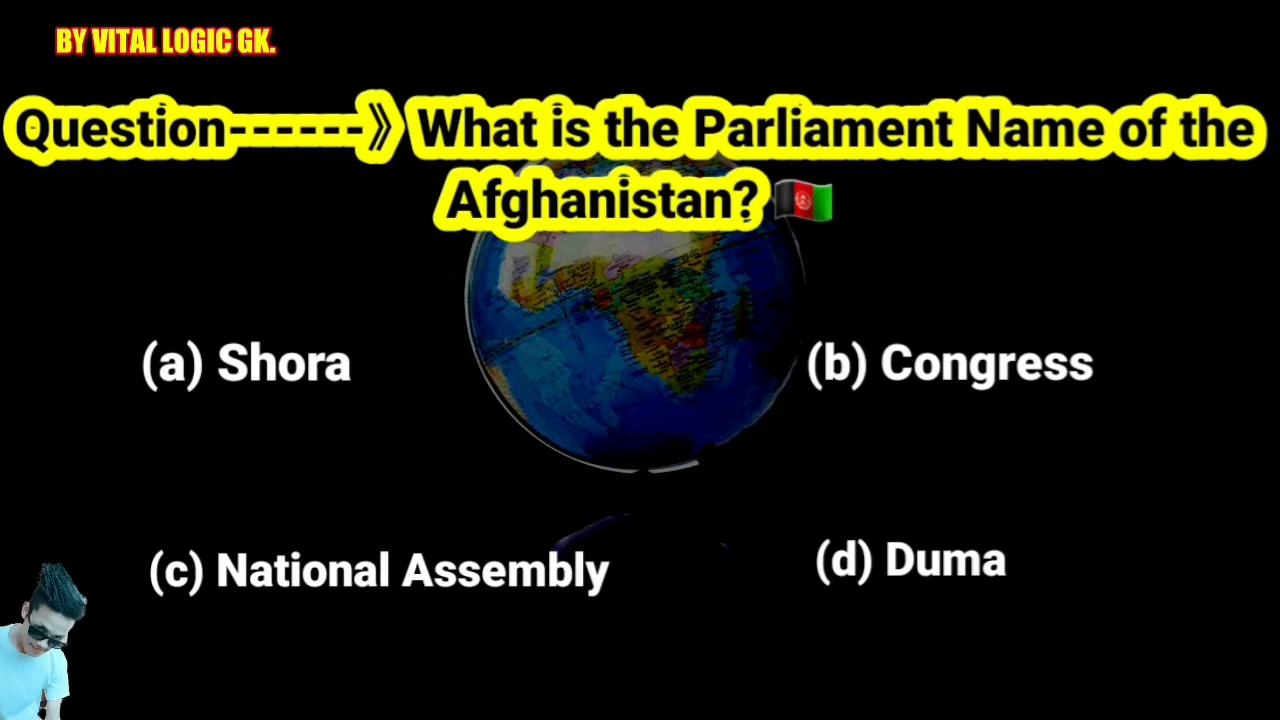 BY VITAL LOGIC GK.
Question------》What is the Parliament Name of the
Afghanistan? 🇦🇫
(a) Shora
(b) Congress
(c) National Assembly
(d) Duma